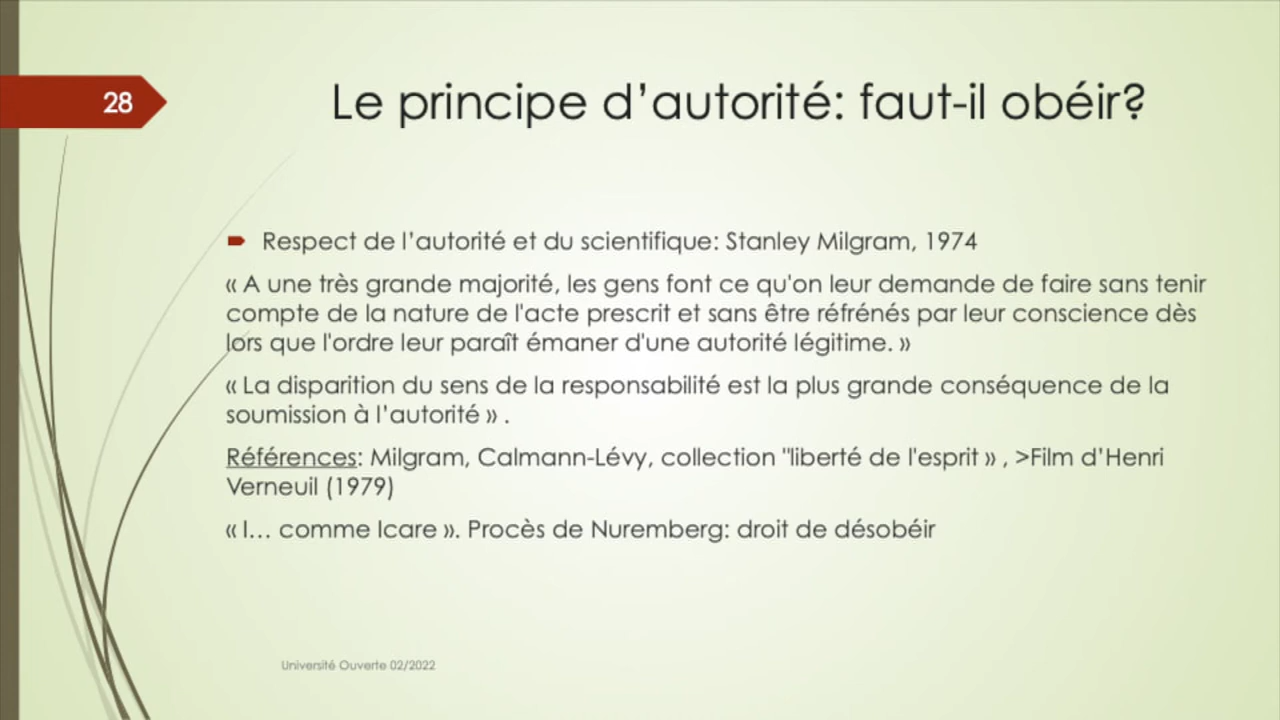 28
Le principe d’autorité: faut-il obéir?
Respect de l’autorité et du scientifique: Stanley Milgram, 1974
« A une très grande majorité, les gens font ce qu'on leur demande de faire sans tenir
compte de la nature de l'acte prescrit et sans être réfrénés par leur conscience dès
lors que l'ordre leur paraît émaner d'une autorité légitime. »
« La disparition du sens de la responsabilité est la plus grande conséquence de la
soumission à l’autorité » .
Références: Milgram, Calmann-Lévy, collection "liberté de l'esprit » , >Film d’Henri
Verneuil (1979)
« I… comme Icare ». Procès de Nuremberg: droit de désobéir
Université Ouverte 02/2022